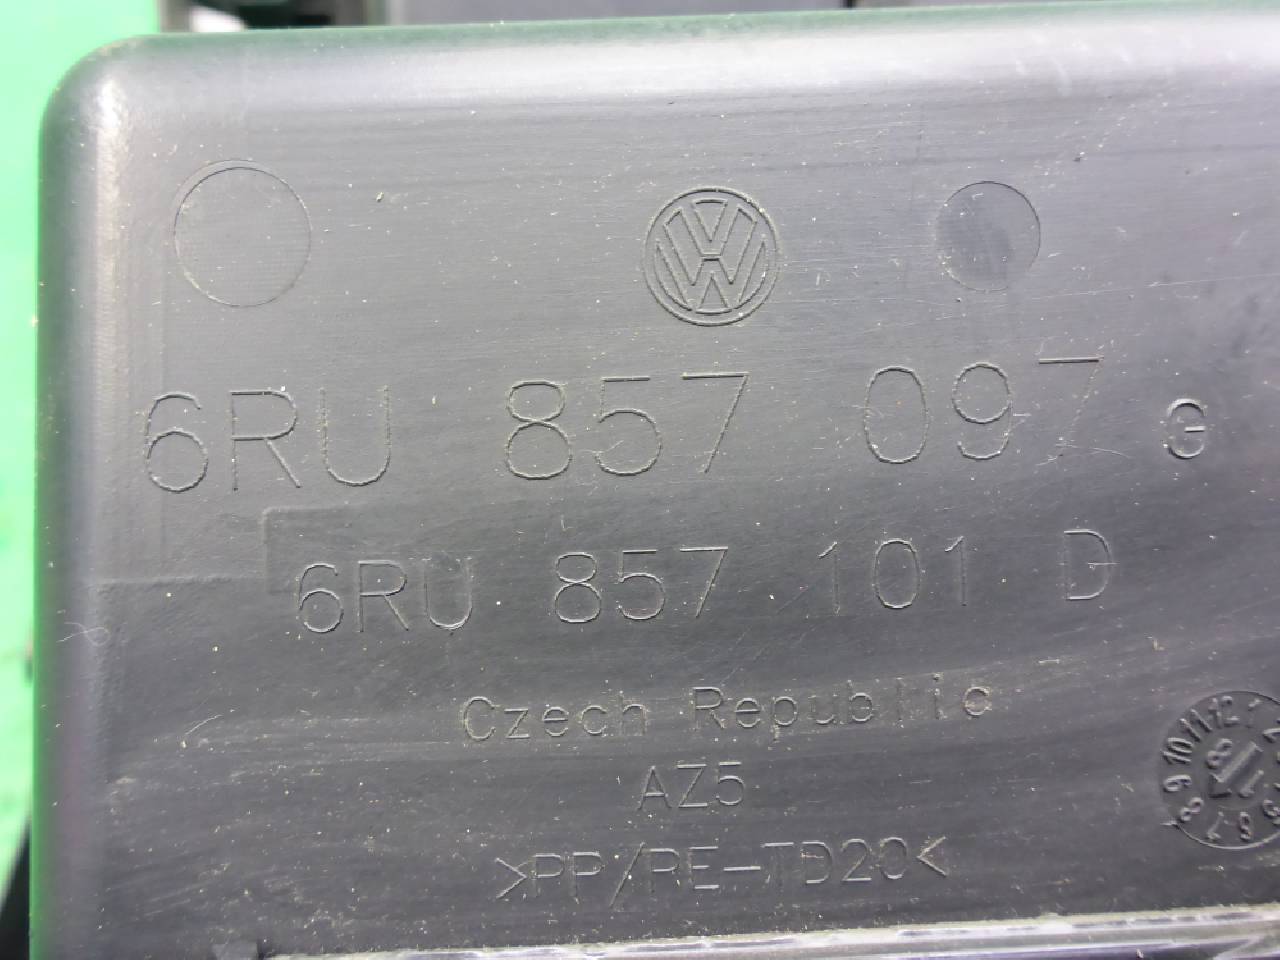 6RU 857 097 G
6RU 857 101 D
Czech Republic
AZ5
>PP/PE-TD20<